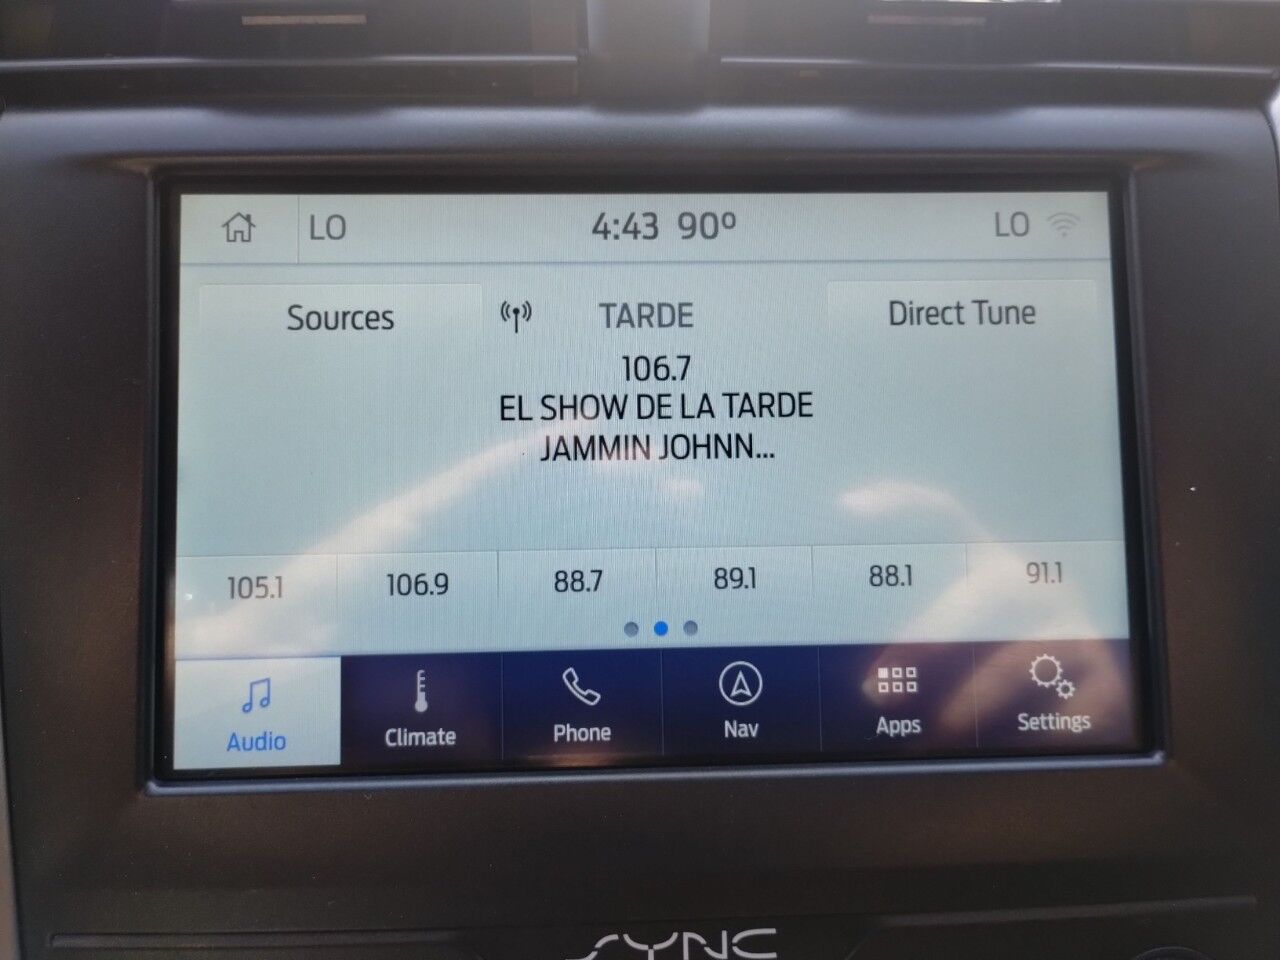 LO 4:43 90º LO
Sources TARDE Direct Tune
106.7
EL SHOW DE LA TARDE
JAMMIN JOHNN...
105.1 106.9 88.7 89.1 88.1 91.1
Audio Climate Phone Nav Apps Settings
SYNC